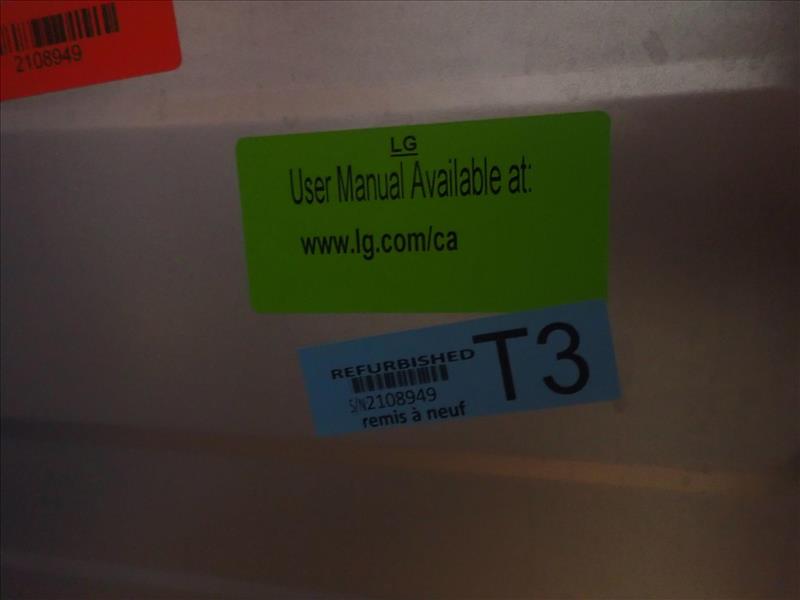 2108949
LG
User Manual Available at:
www.lg.com/ca
REFURBISHED
T3
S/N2108949
remis à neuf